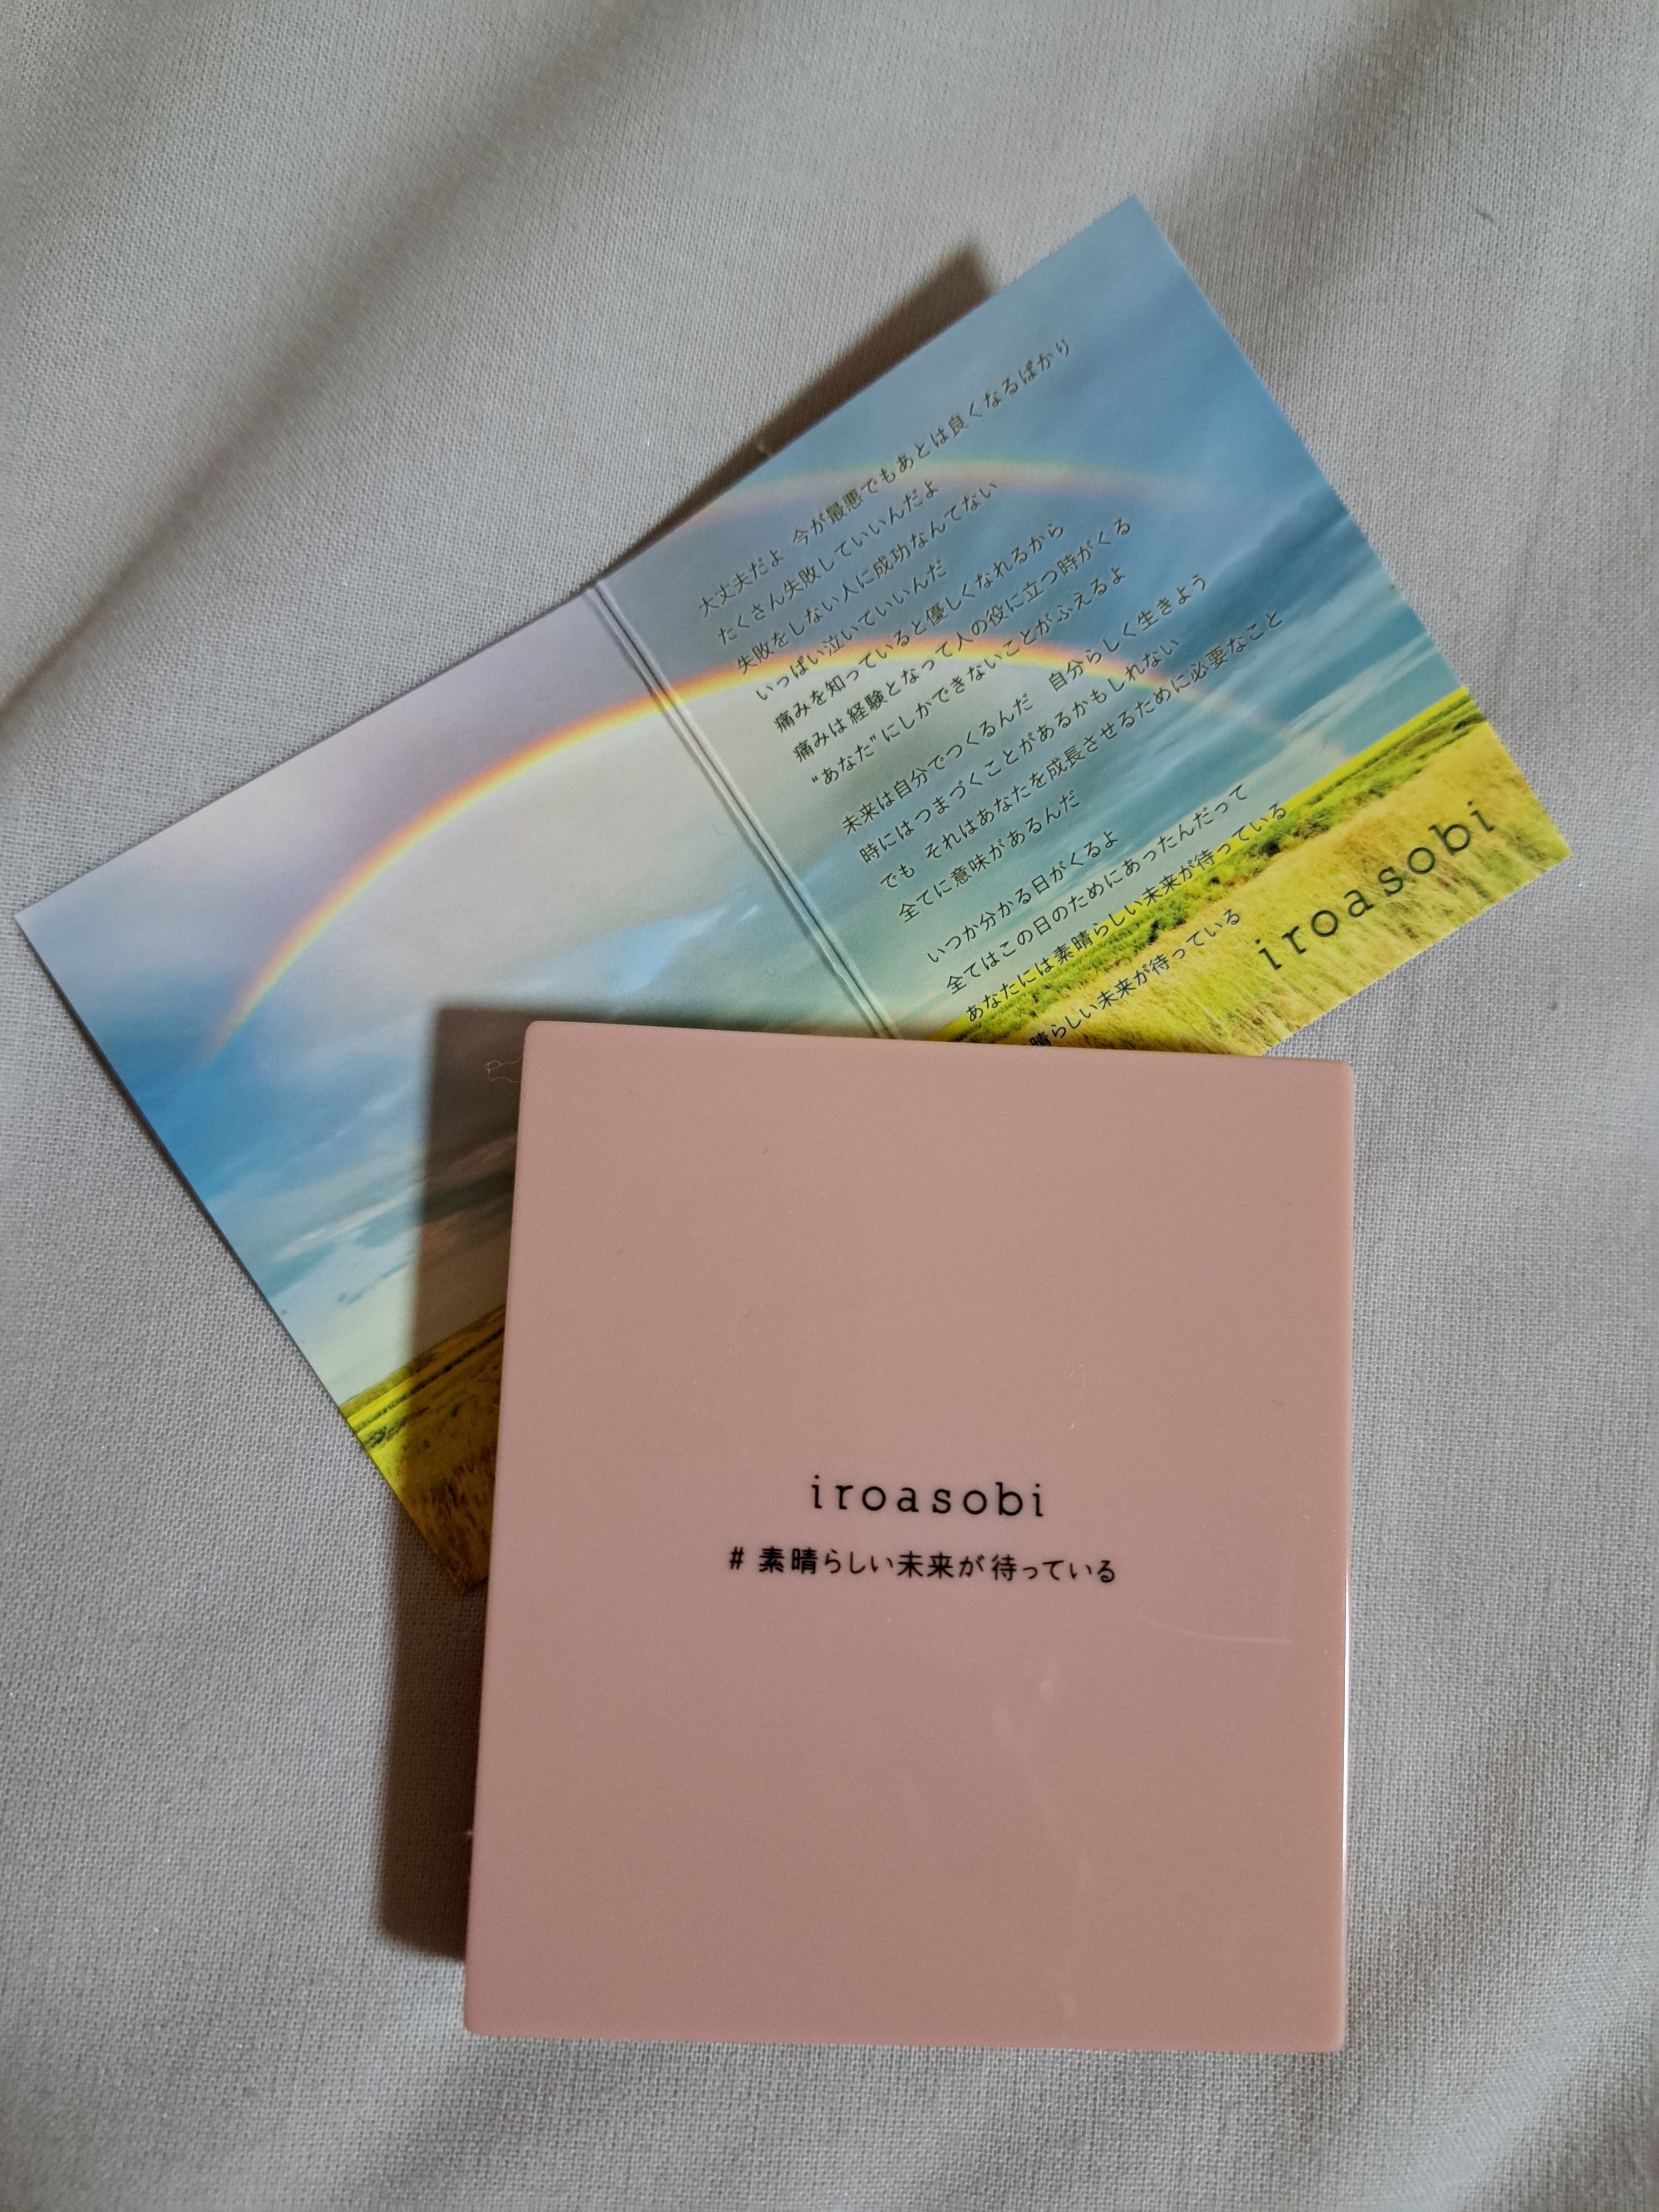 大丈夫だよ 今が最悪でもあとは良くなるばかり
たくさん失敗していいんだよ
失敗をしない人に成功なんてない
いっぱい泣いていいんだ
痛みを知っていると優しくなれるから
痛みは経験となって人の役に立つ時がくる
“あなた”にしかできないことがふえるよ
未来は自分でつくるんだ 自分らしく生きよう
時にはつまづくことがあるかもしれない
でも それはあなたを成長させるために必要なこと
全てに意味があるんだ
いつか分かる日がくるよ
全てはこの日のためにあったんだって
あなたには素晴らしい未来が待っている
晴らしい未来が待っている
iroasobi
iroasobi
# 素晴らしい未来が待っている